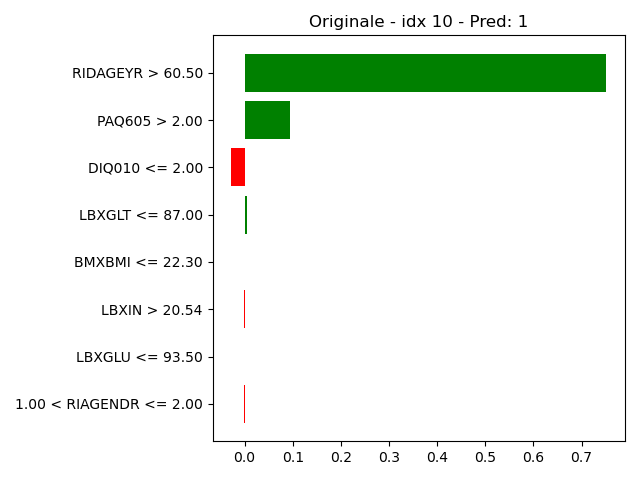 Originale - idx 10 - Pred: 1
RIDAGEYR > 60.50
PAQ605 > 2.00
DIQ010 <= 2.00
LBXGLT <= 87.00
BMXBMI <= 22.30
LBXIN > 20.54
LBXGLU <= 93.50
1.00 < RIAGENDR <= 2.00
0.0 0.1 0.2 0.3 0.4 0.5 0.6 0.7